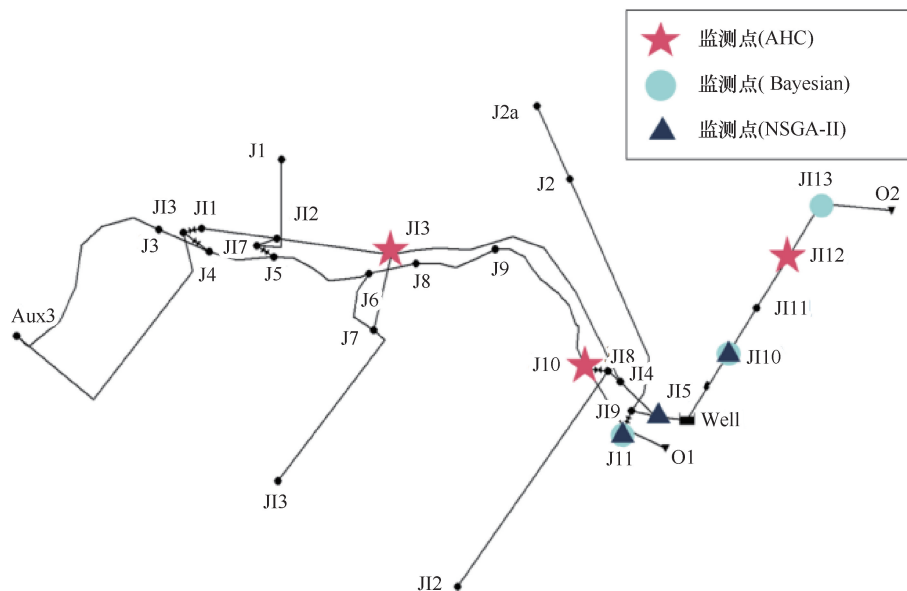 监测点(AHC)
监测点( Bayesian)
监测点(NSGA-II)
J2a
J1
J2
JI13
O2
JI3
JI1
JI2
JI3
J3
JI7
JI12
J4
J5
J8
J9
J6
Aux3
J7
JI11
J10
JI8
JI10
JI4
JI5
JI9
Well
J11
O1
JI3
JI2